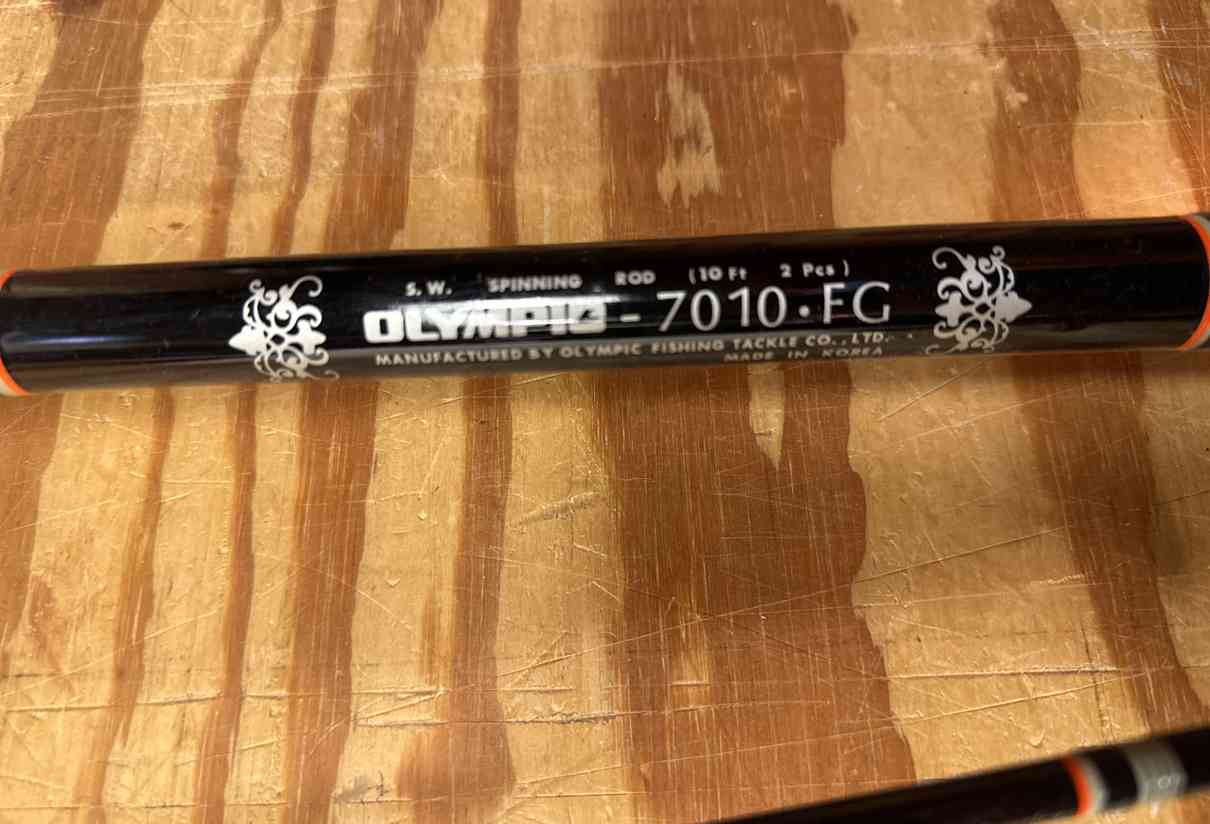 S. W. SPINNING ROD (10 Ft 2 Pcs)
OLYMPIC - 7010·FG
MANUFACTURED BY OLYMPIC FISHING TACKLE CO., LTD.
MADE IN KOREA